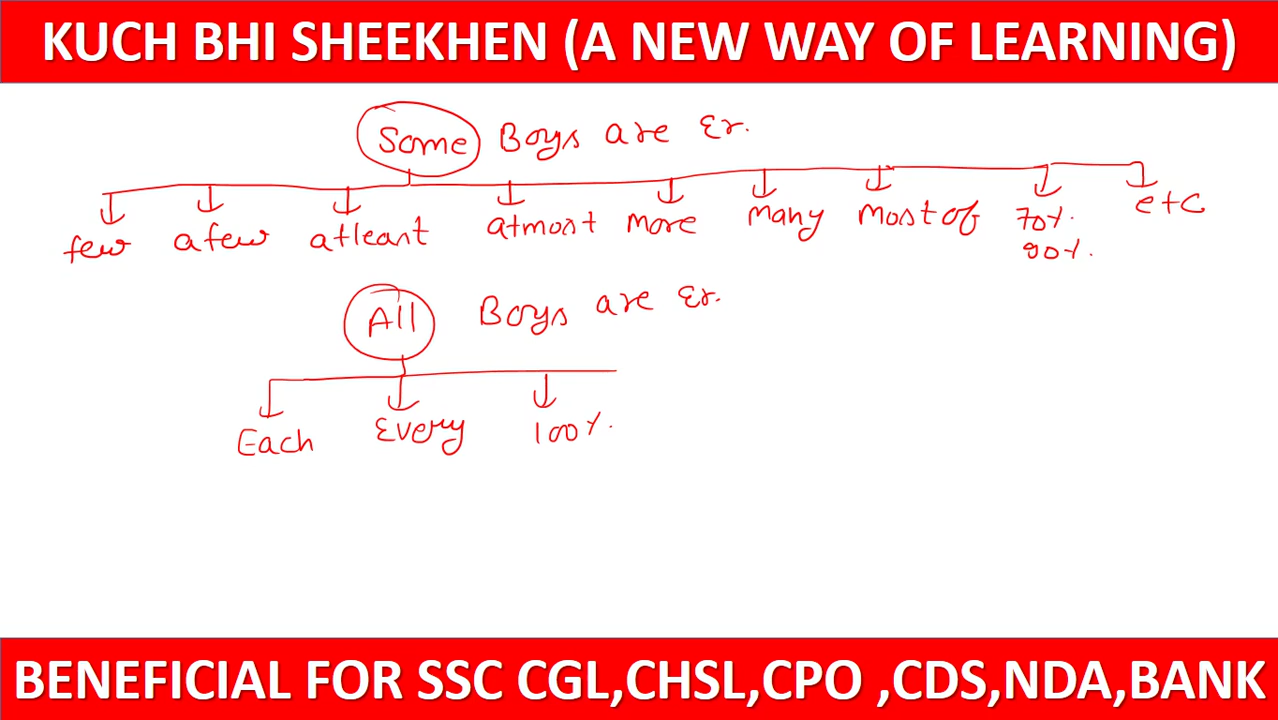 KUCH BHI SHEEKHEN (A NEW WAY OF LEARNING)
Some Boys are Er.
few a few atleast atmost more many most of 70% etc
90%.
All Boys are Er.
Each Every 100%.
BENEFICIAL FOR SSC CGL,CHSL,CPO ,CDS,NDA,BANK